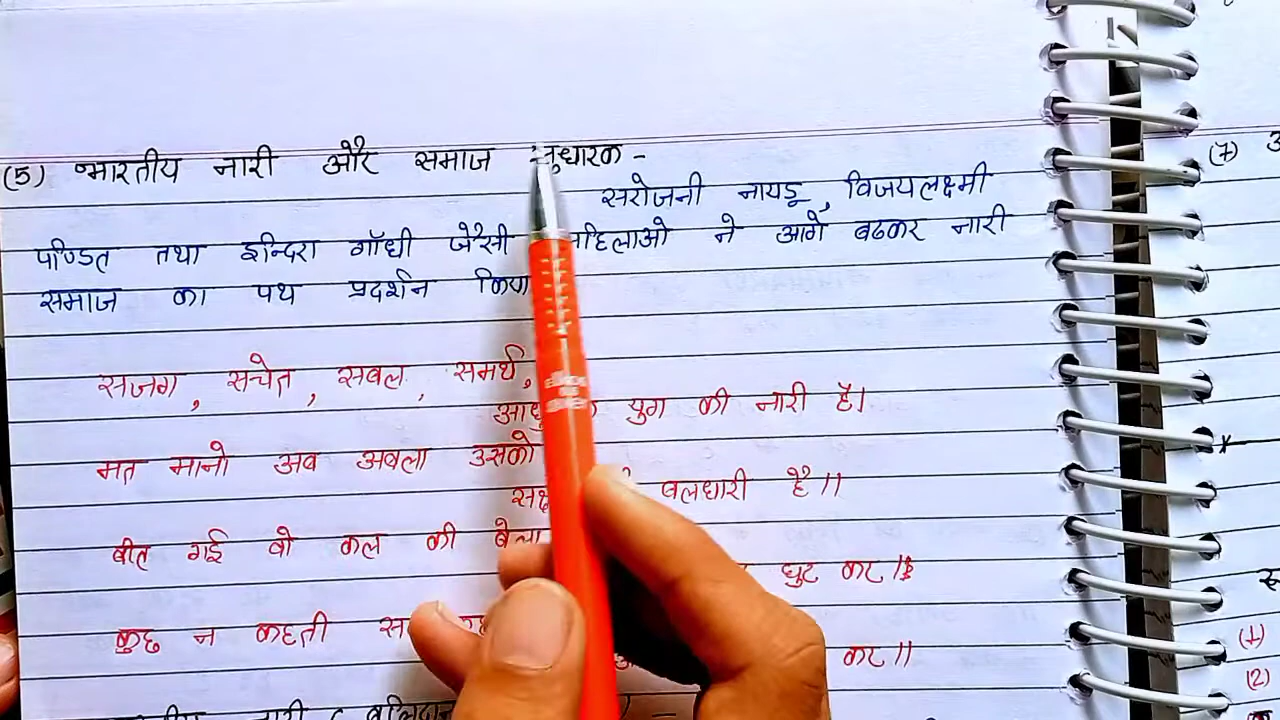 (5) भारतीय नारी और समाज सुधारक -
सरोजनी नायडू, विजयलक्ष्मी
पण्डित तथा इन्दिरा गाँधी जैसी महिलाओ ने आगे बढकर नारी
समाज का पथ प्रदर्शन किया
सजग, सचेत, सबल, समर्थ,
युग की नारी है।
मत मानो अब अबला उसको
बलधारी है।।
बीत गई वो कल की बेला
घुट कर।।
कुछ न कहती
कर।।
नारी
(7)
(1)
(2)